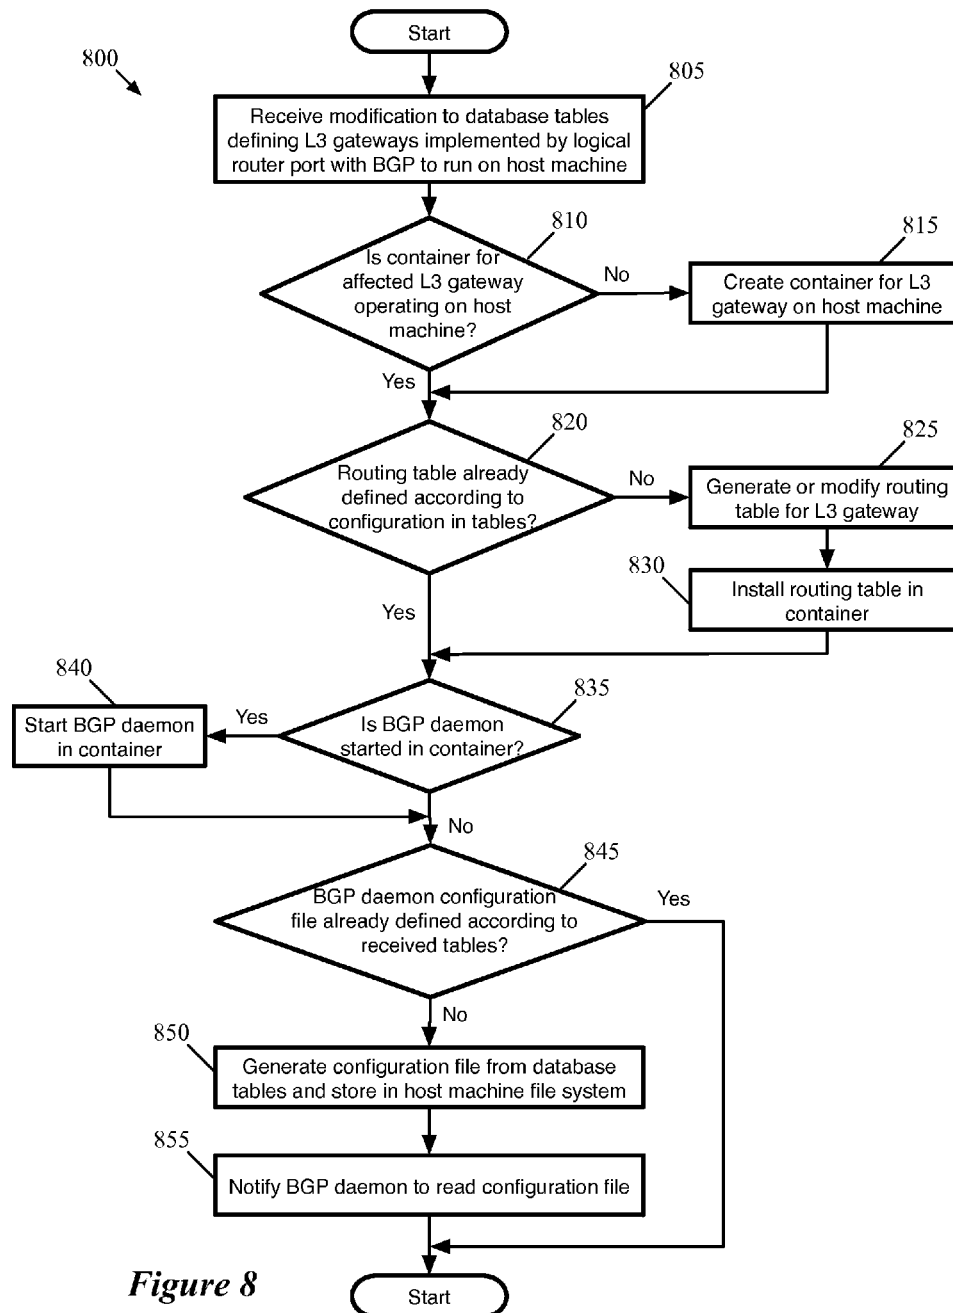 Start
800
805
Receive modification to database tables
defining L3 gateways implemented by logical
router port with BGP to run on host machine
810
Is container for
affected L3 gateway
operating on host
machine?
No
815
Create container for L3
gateway on host machine
Yes
820
Routing table already
defined according to
configuration in tables?
No
825
Generate or modify routing
table for L3 gateway
830
Install routing table in
container
Yes
835
Is BGP daemon
started in container?
Yes
840
Start BGP daemon
in container
No
845
BGP daemon configuration
file already defined according to
received tables?
Yes
No
850
Generate configuration file from database
tables and store in host machine file system
855
Notify BGP daemon to read configuration file
Figure 8
Start